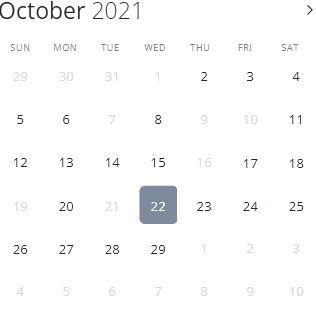 October 2021
SUN MON TUE WED THU FRI SAT
29 30 31 1 2 3 4
5 6 7 8 9 10 11
12 13 14 15 16 17 18
19 20 21 22 23 24 25
26 27 28 29 1 2 3
4 5 6 7 8 9 10